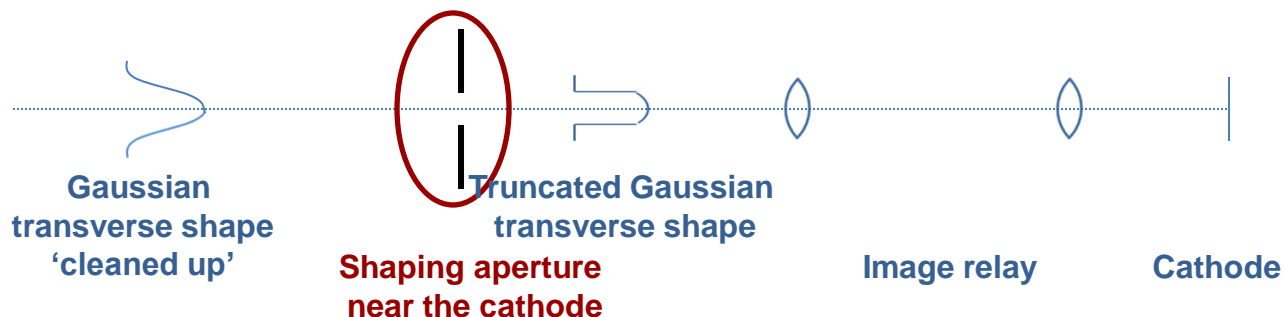 Gaussian
transverse shape
‘cleaned up’
Truncated Gaussian
transverse shape
Shaping aperture
near the cathode
Image relay
Cathode